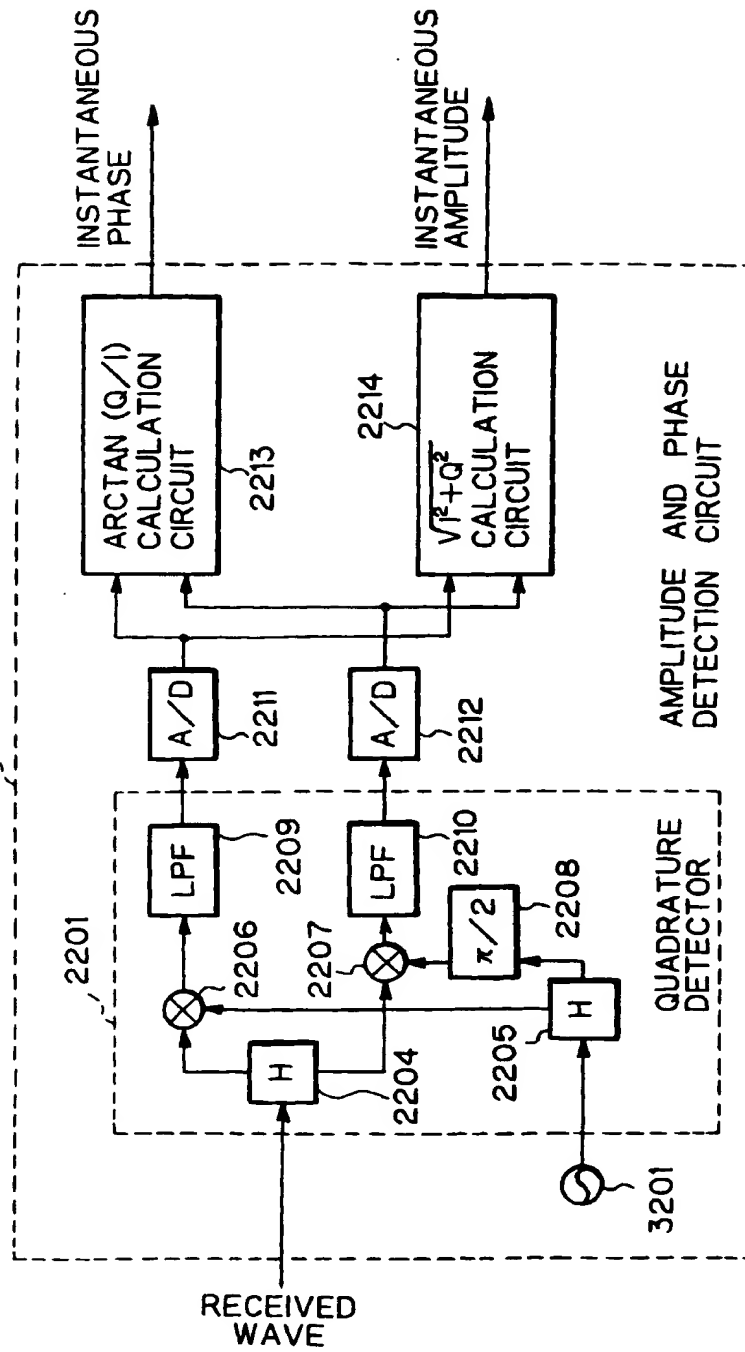 RECEIVED
WAVE
3201
2201
H
2204
H
2205
2206
2207
π/2
2208
LPF
2209
LPF
2210
QUADRATURE
DETECTOR
A/D
2211
A/D
2212
ARCTAN (Q/I)
CALCULATION
CIRCUIT
2213
2214
√I²+Q²
CALCULATION
CIRCUIT
AMPLITUDE AND PHASE
DETECTION CIRCUIT
INSTANTANEOUS
PHASE
INSTANTANEOUS
AMPLITUDE